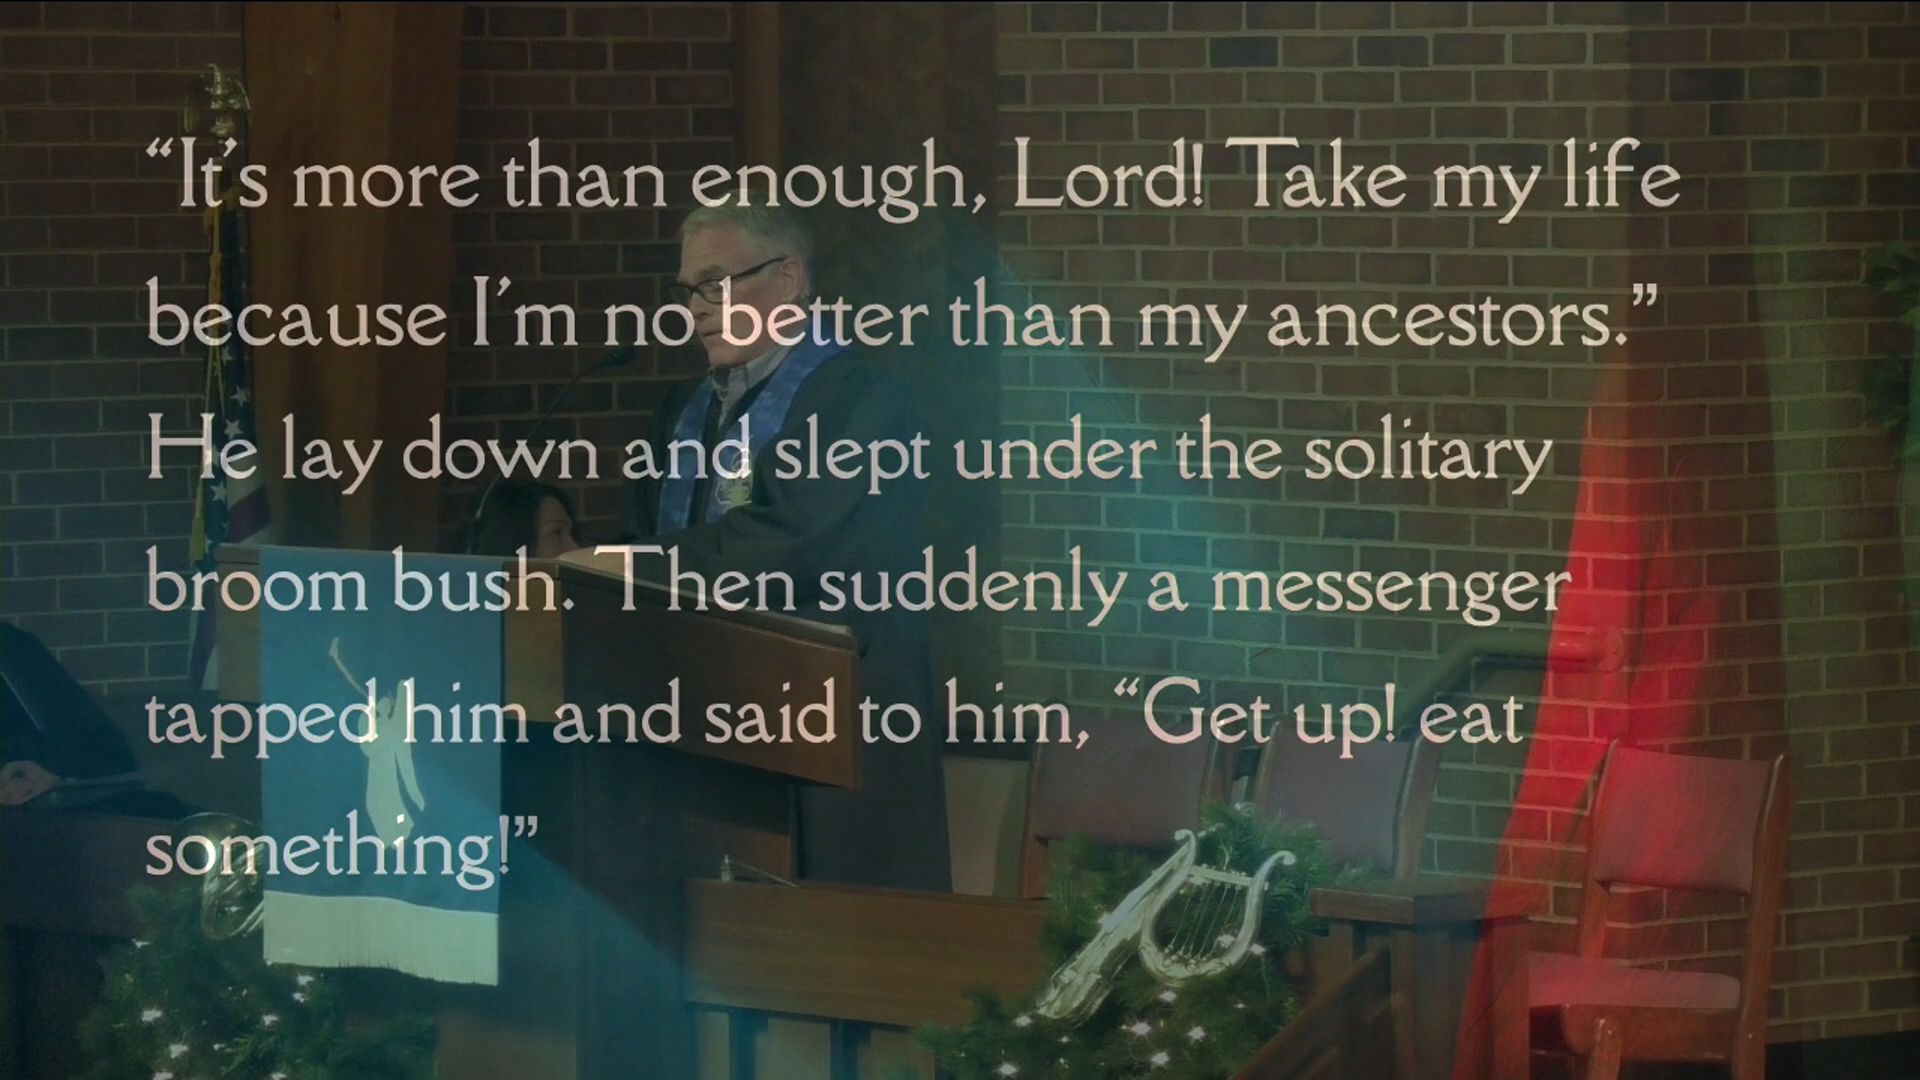 “It’s more than enough, Lord! Take my life
because I’m no better than my ancestors.”
He lay down and slept under the solitary
broom bush. Then suddenly a messenger
tapped him and said to him, “Get up! eat
something!”